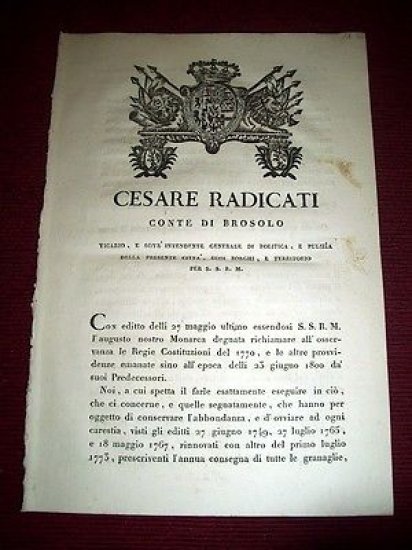 CESARE RADICATI
CONTE DI BROSOLO
VICARIO, E SOVR'INTENDENTE GENERALE DI POLITICA, E PULIZÌA
DELLA PRESENTE CITTÀ, SUOI BORGHI, E TERRITORIO
PER S. S. R. M.
Con editto delli 27 maggio ultimo essendosi S. S. R. M.
l'augusto nostro Monarca degnata richiamare all'osser-
vanza le Regie Costituzioni del 1770, e le altre provvi-
denze emanate sino all'epoca delli 23 giugno 1800 da'
suoi Predecessori.
Noi, a cui spetta il farle esattamente eseguire in ciò,
che ci concerne, e quelle segnatamente, che hanno per
oggetto di conservare l'abbondanza, e d'ovviare ad ogni
carestia, visti gli editti 27 giugno 1749, 27 luglio 1763,
e 18 maggio 1767, rinnovati con altro del primo luglio
1773, prescriventi l'annua consegna di tutte le granaglie,